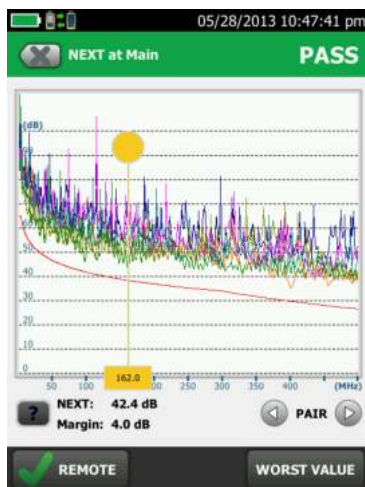 05/28/2013 10:47:41 pm
NEXT at Main
PASS
(dB)
90
50
40
30
20
10
0
50 100 162.0 200 250 300 350 400 (MHz)
? NEXT: 42.4 dB
Margin: 4.0 dB
PAIR
REMOTE
WORST VALUE